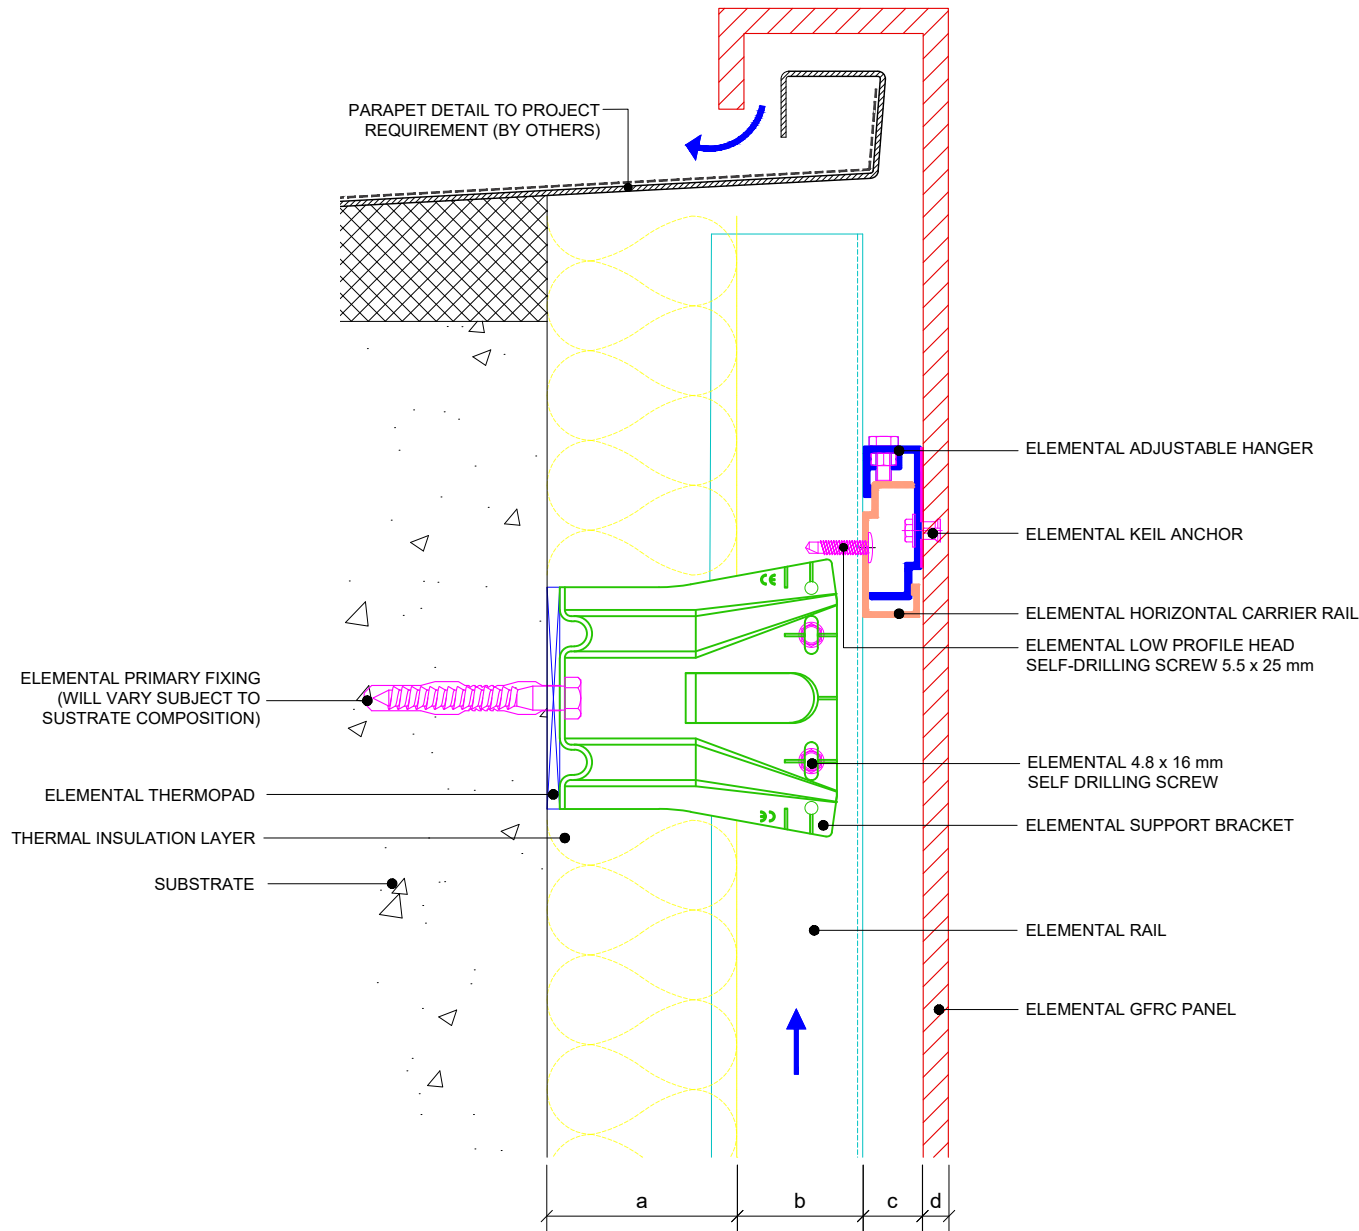 PARAPET DETAIL TO PROJECT
REQUIREMENT (BY OTHERS)
ELEMENTAL ADJUSTABLE HANGER
ELEMENTAL KEIL ANCHOR
CE
ELEMENTAL HORIZONTAL CARRIER RAIL
ELEMENTAL LOW PROFILE HEAD
SELF-DRILLING SCREW 5.5 x 25 mm
ELEMENTAL PRIMARY FIXING
(WILL VARY SUBJECT TO
SUSTRATE COMPOSITION)
ELEMENTAL 4.8 x 16 mm
SELF DRILLING SCREW
ELEMENTAL THERMOPAD
CE
ELEMENTAL SUPPORT BRACKET
THERMAL INSULATION LAYER
SUBSTRATE
ELEMENTAL RAIL
ELEMENTAL GFRC PANEL
a b c d